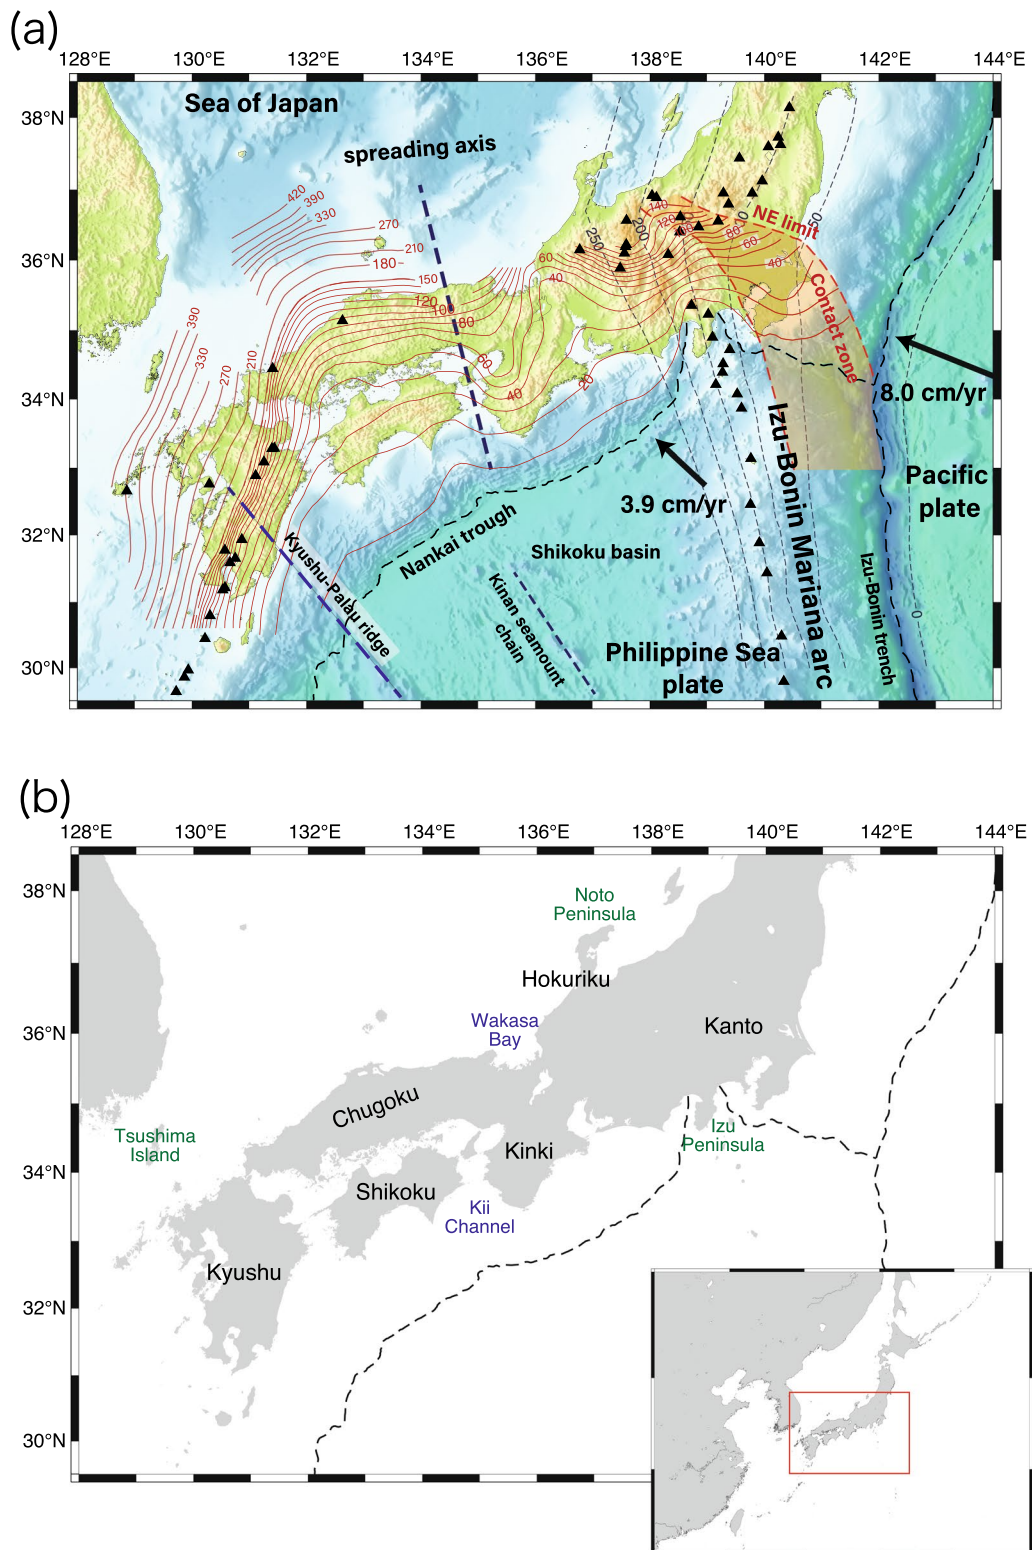 (a)
128°E 130°E 132°E 134°E 136°E 138°E 140°E 142°E 144°E
38°N
36°N
34°N
32°N
30°N
Sea of Japan
spreading axis
420
390
330
270
210
180
150
120
100
80
60
40
60
40
20
390
330
270
210
140
120
80
60
40
250
200
50
0
NE limit
Contact zone
8.0 cm/yr
3.9 cm/yr
Pacific
plate
Izu-Bonin Mariana arc
Izu-Bonin trench
Nankai trough
Shikoku basin
Kyushu-Palau ridge
Kinan seamount
chain
Philippine Sea
plate
(b)
128°E 130°E 132°E 134°E 136°E 138°E 140°E 142°E 144°E
38°N
36°N
34°N
32°N
30°N
Noto
Peninsula
Hokuriku
Wakasa
Bay
Kanto
Chugoku
Tsushima
Island
Izu
Peninsula
Kinki
Shikoku
Kii
Channel
Kyushu